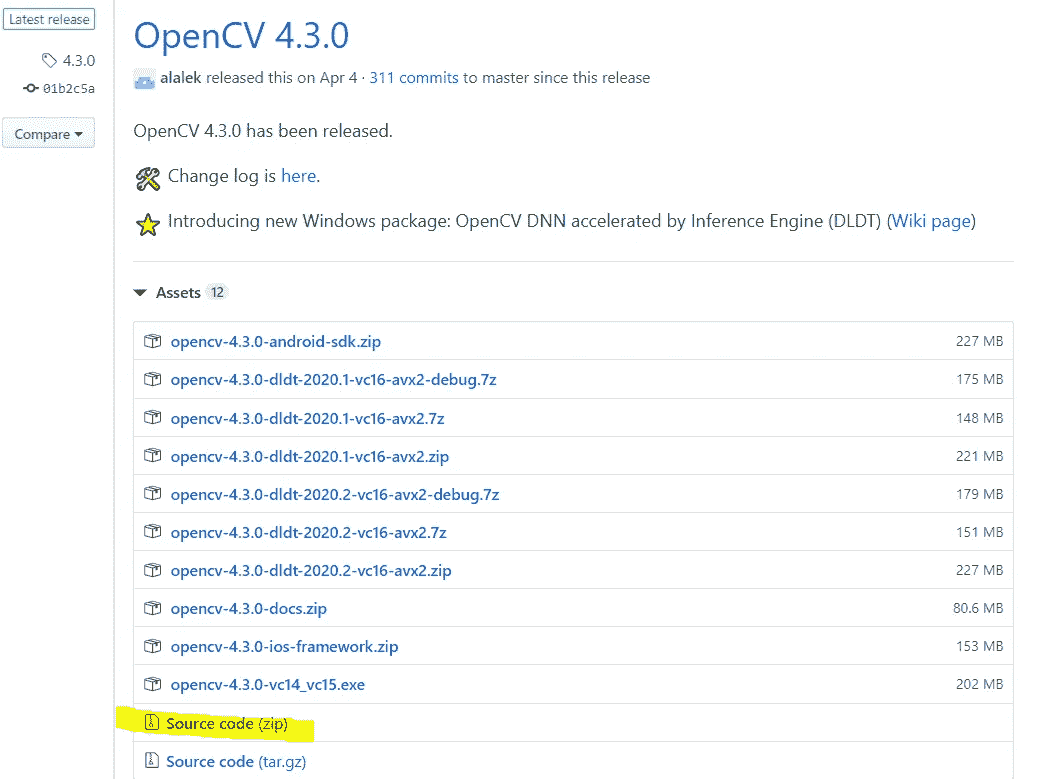 Latest release
4.3.0
01b2c5a
Compare
OpenCV 4.3.0
alalek released this on Apr 4 · 311 commits to master since this release
OpenCV 4.3.0 has been released.
Change log is here.
Introducing new Windows package: OpenCV DNN accelerated by Inference Engine (DLDT) (Wiki page)
Assets 12
opencv-4.3.0-android-sdk.zip 227 MB
opencv-4.3.0-dldt-2020.1-vc16-avx2-debug.7z 175 MB
opencv-4.3.0-dldt-2020.1-vc16-avx2.7z 148 MB
opencv-4.3.0-dldt-2020.1-vc16-avx2.zip 221 MB
opencv-4.3.0-dldt-2020.2-vc16-avx2-debug.7z 179 MB
opencv-4.3.0-dldt-2020.2-vc16-avx2.7z 151 MB
opencv-4.3.0-dldt-2020.2-vc16-avx2.zip 227 MB
opencv-4.3.0-docs.zip 80.6 MB
opencv-4.3.0-ios-framework.zip 153 MB
opencv-4.3.0-vc14_vc15.exe 202 MB
Source code (zip)
Source code (tar.gz)